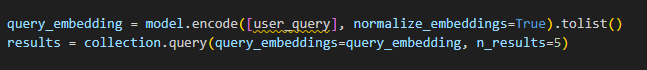 query_embedding = model.encode([user_query], normalize_embeddings=True).tolist()
results = collection.query(query_embeddings=query_embedding, n_results=5)